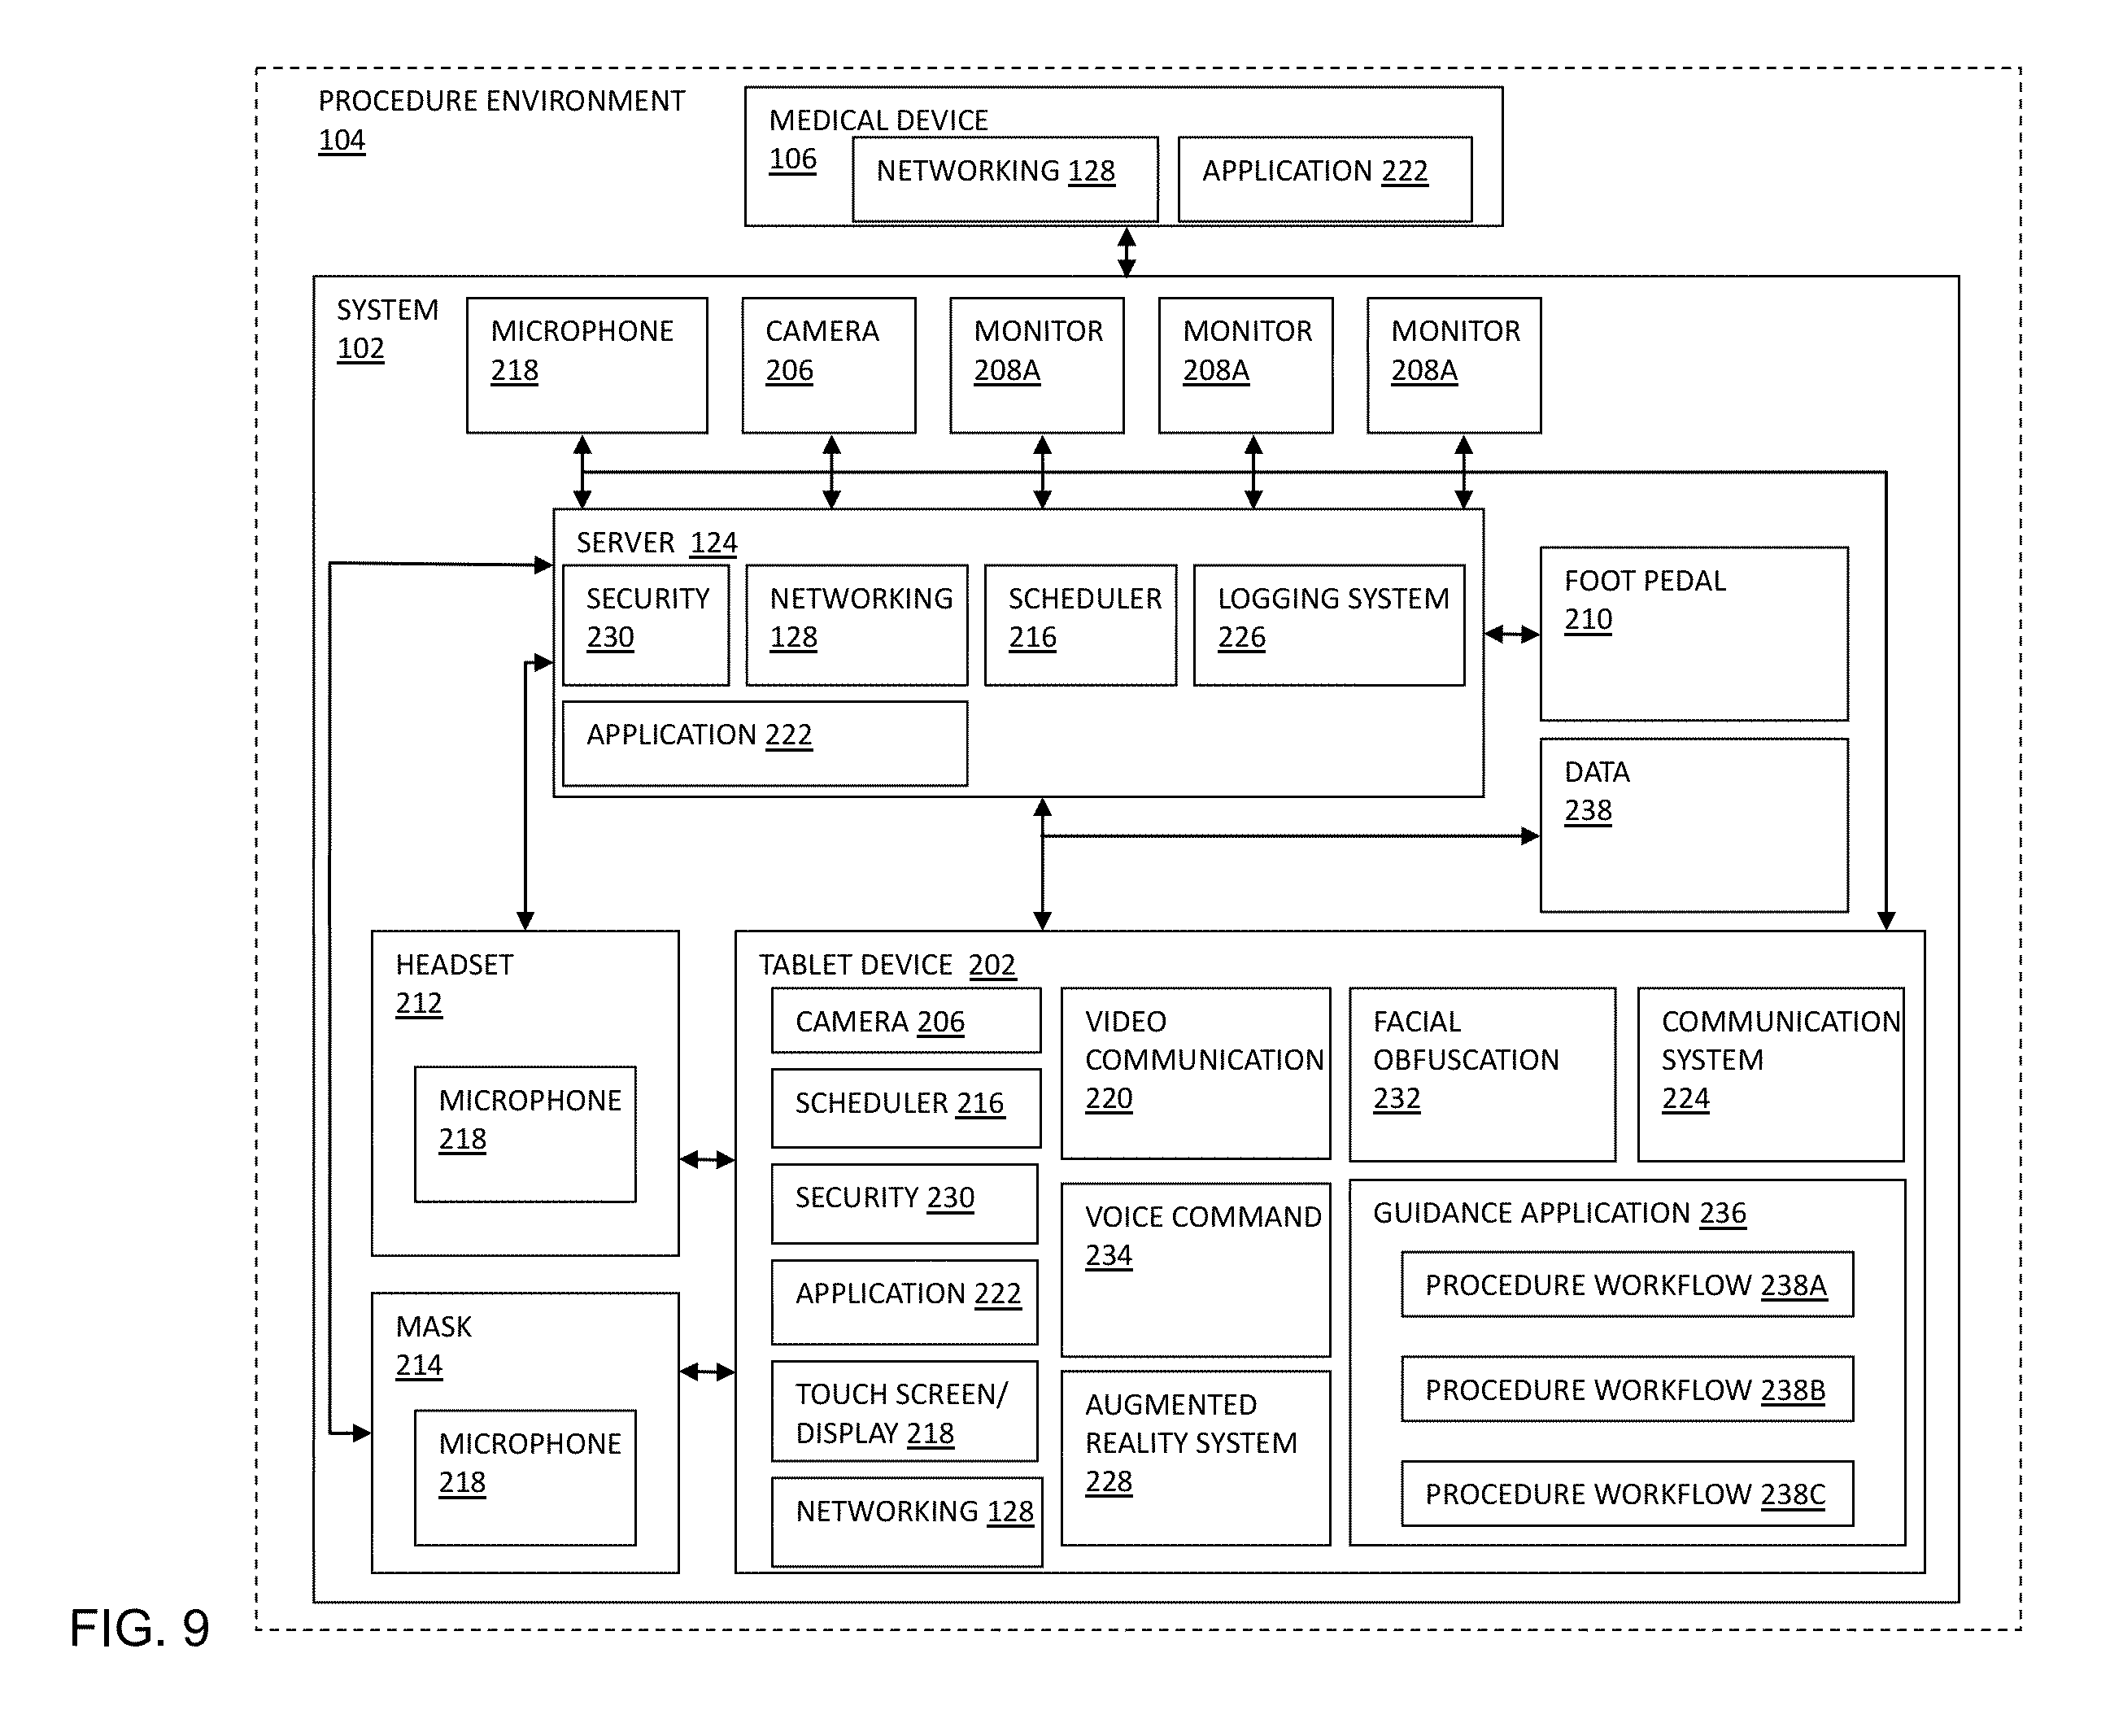 PROCEDURE ENVIRONMENT
104
MEDICAL DEVICE
106
NETWORKING 128
APPLICATION 222
SYSTEM
102
MICROPHONE
218
CAMERA
206
MONITOR
208A
MONITOR
208A
MONITOR
208A
SERVER 124
SECURITY
230
NETWORKING
128
SCHEDULER
216
LOGGING SYSTEM
226
APPLICATION 222
FOOT PEDAL
210
DATA
238
HEADSET
212
MICROPHONE
218
MASK
214
MICROPHONE
218
TABLET DEVICE 202
CAMERA 206
SCHEDULER 216
SECURITY 230
APPLICATION 222
TOUCH SCREEN/
DISPLAY 218
NETWORKING 128
VIDEO
COMMUNICATION
220
VOICE COMMAND
234
AUGMENTED
REALITY SYSTEM
228
FACIAL
OBFUSCATION
232
COMMUNICATION
SYSTEM
224
GUIDANCE APPLICATION 236
PROCEDURE WORKFLOW 238A
PROCEDURE WORKFLOW 238B
PROCEDURE WORKFLOW 238C
FIG. 9